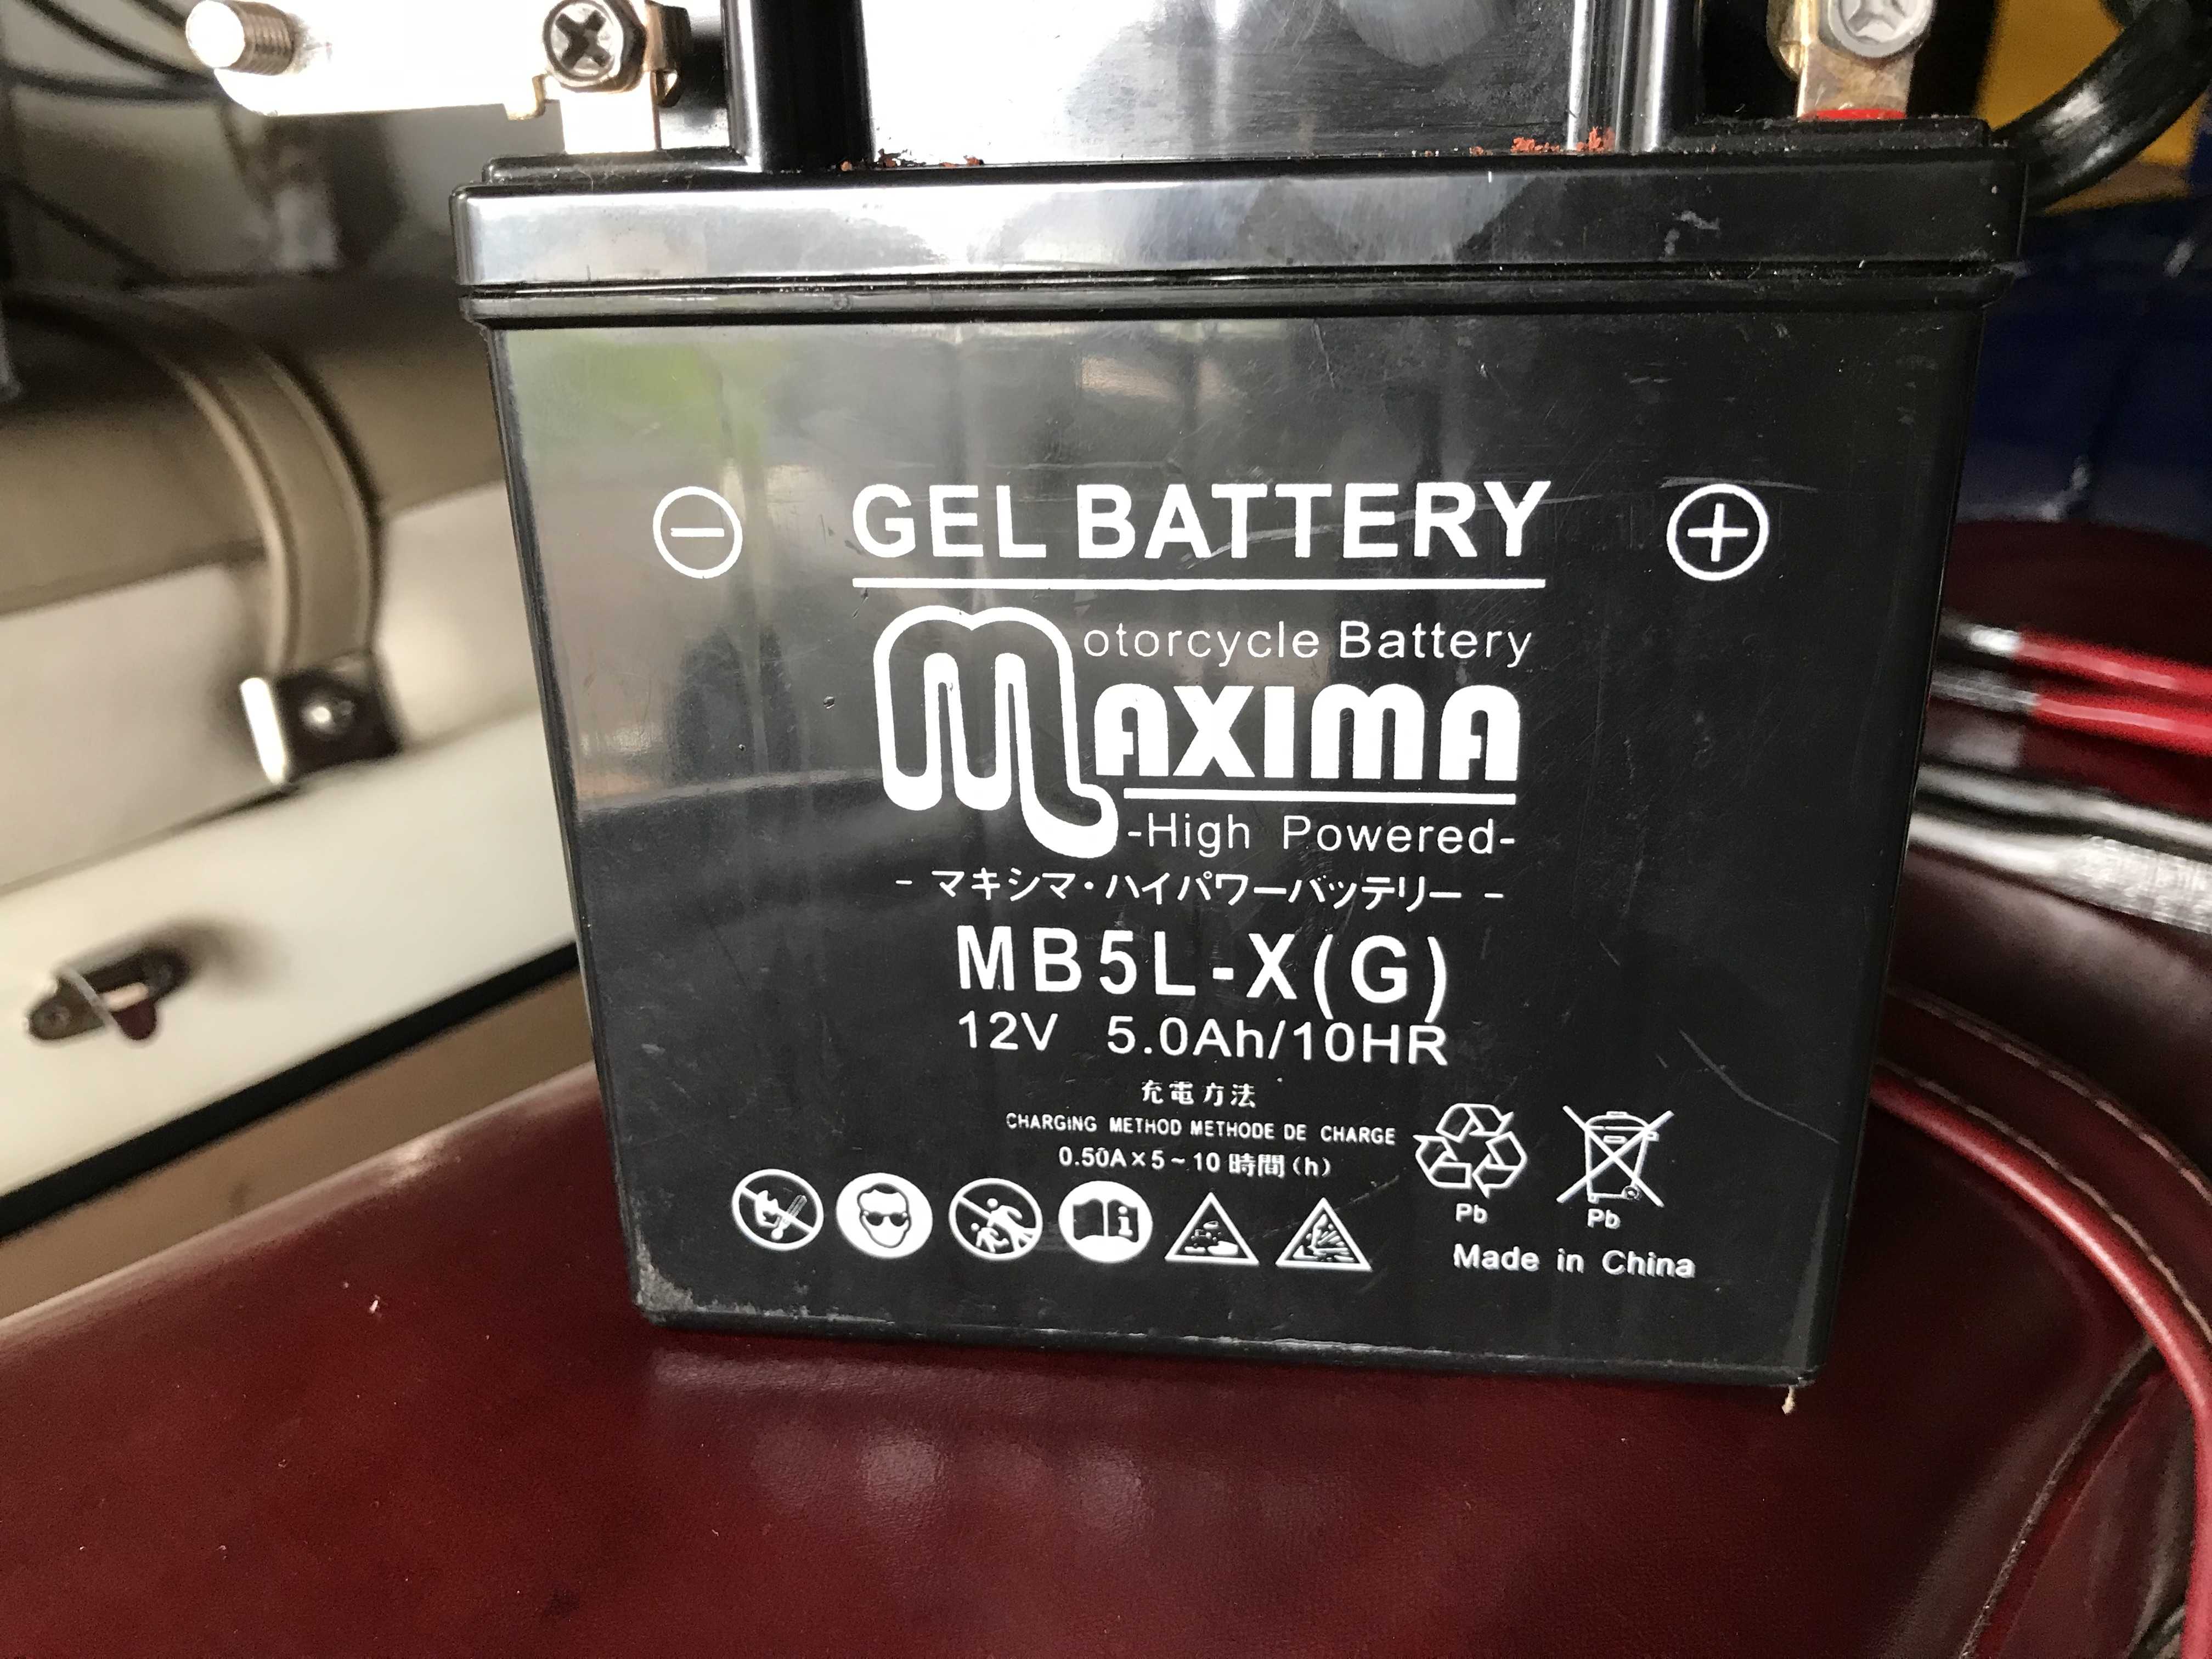 GEL BATTERY
Motorcycle Battery
MAXIMA
-High Powered-
- マキシマ・ハイパワーバッテリー -
MB5L-X(G)
12V 5.0Ah/10HR
充電方法
CHARGING METHOD METHODE DE CHARGE
0.50A×5~10時間(h)
Pb Pb
Made in China